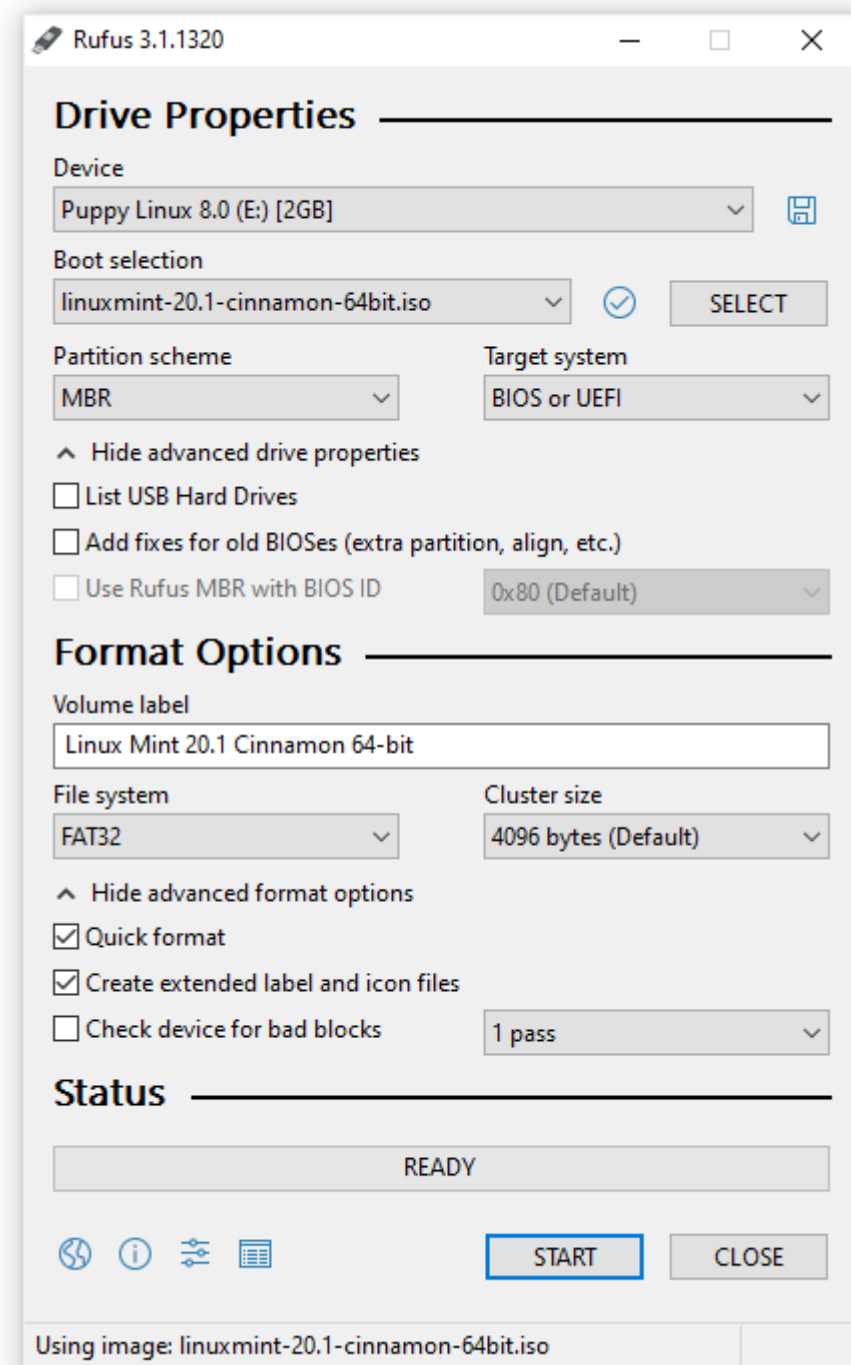 Rufus 3.1.1320
Drive Properties
Device
Puppy Linux 8.0 (E:) [2GB]
Boot selection
linuxmint-20.1-cinnamon-64bit.iso
SELECT
Partition scheme Target system
MBR BIOS or UEFI
Hide advanced drive properties
List USB Hard Drives
Add fixes for old BIOSes (extra partition, align, etc.)
Use Rufus MBR with BIOS ID 0x80 (Default)
Format Options
Volume label
Linux Mint 20.1 Cinnamon 64-bit
File system Cluster size
FAT32 4096 bytes (Default)
Hide advanced format options
Quick format
Create extended label and icon files
Check device for bad blocks 1 pass
Status
READY
START CLOSE
Using image: linuxmint-20.1-cinnamon-64bit.iso